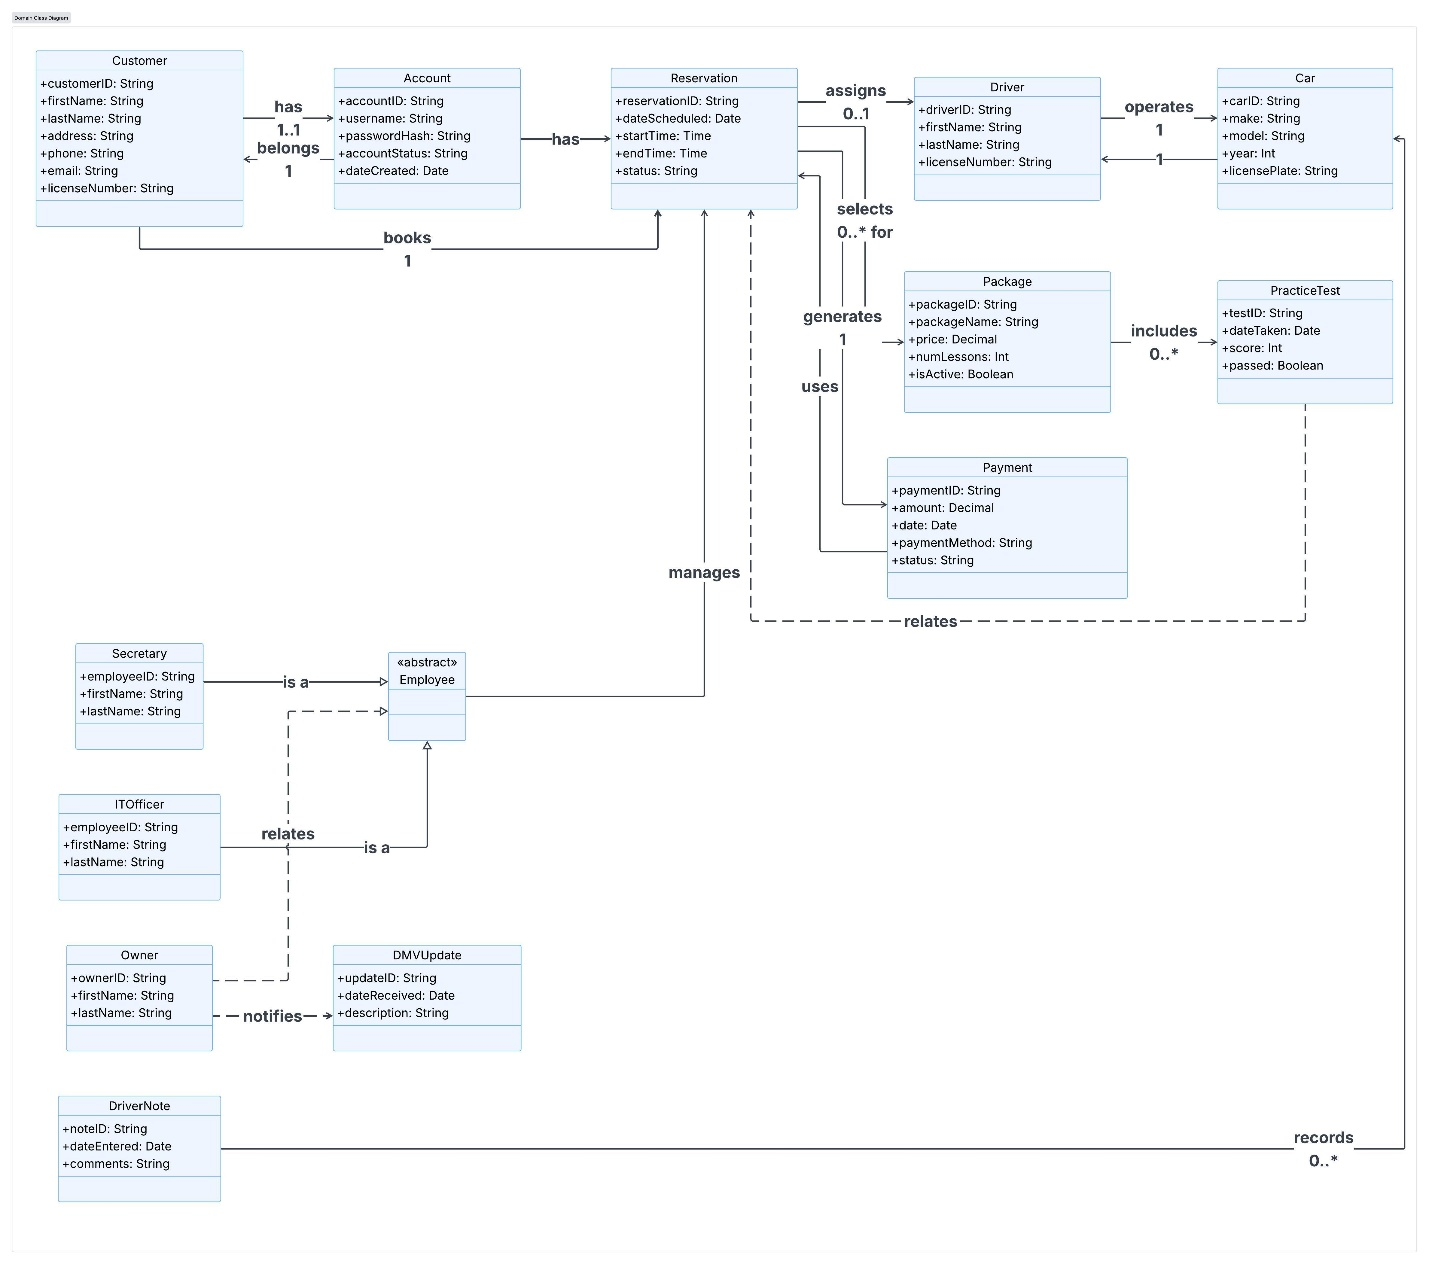 Domain Class Diagram
Customer
+customerID: String
+firstName: String
+lastName: String
+address: String
+phone: String
+email: String
+licenseNumber: String
has
1..1
belongs
1
Account
+accountID: String
+username: String
+passwordHash: String
+accountStatus: String
+dateCreated: Date
has
books
1
Reservation
+reservationID: String
+dateScheduled: Date
+startTime: Time
+endTime: Time
+status: String
assigns
0..1
Driver
+driverID: String
+firstName: String
+lastName: String
+licenseNumber: String
operates
1
1
Car
+carID: String
+make: String
+model: String
+year: Int
+licensePlate: String
selects
0..* for
generates
1
uses
Package
+packageID: String
+packageName: String
+price: Decimal
+numLessons: Int
+isActive: Boolean
includes
0..*
PracticeTest
+testID: String
+dateTaken: Date
+score: Int
+passed: Boolean
Payment
+paymentID: String
+amount: Decimal
+date: Date
+paymentMethod: String
+status: String
manages
relates
Secretary
+employeeID: String
+firstName: String
+lastName: String
is a
«abstract»
Employee
ITOfficer
+employeeID: String
+firstName: String
+lastName: String
relates
is a
Owner
+ownerID: String
+firstName: String
+lastName: String
notifies
DMVUpdate
+updateID: String
+dateReceived: Date
+description: String
DriverNote
+noteID: String
+dateEntered: Date
+comments: String
records
0..*